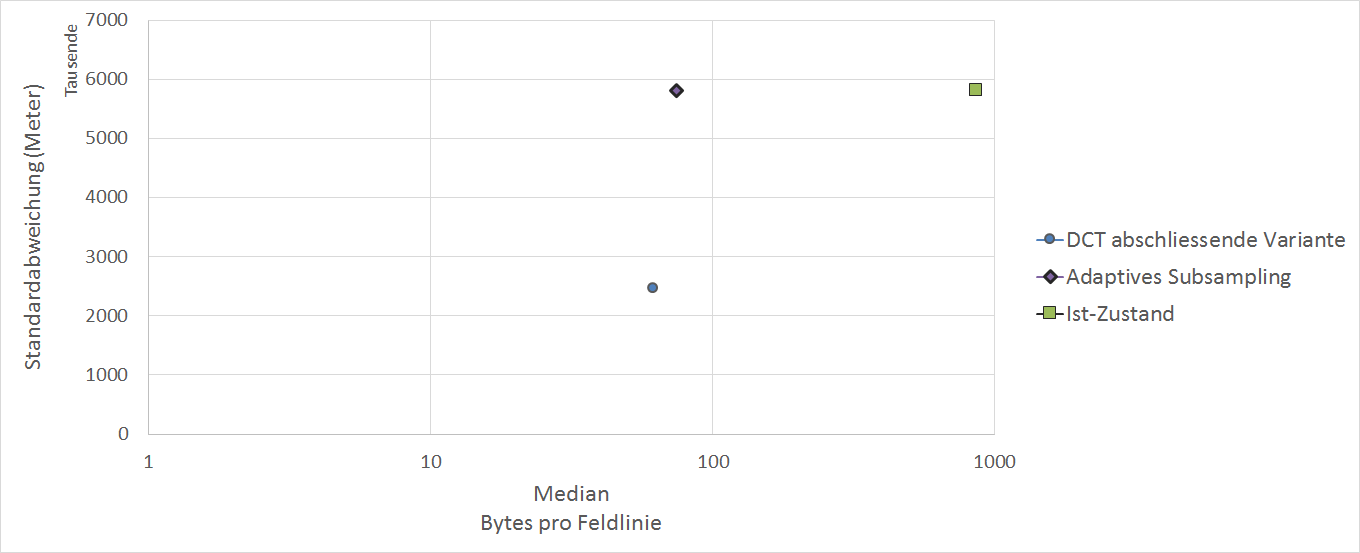 Standardabweichung (Meter)
Tausende
7000
6000
5000
4000
3000
2000
1000
0
1
10
100
1000
Median
Bytes pro Feldlinie
DCT abschliessende Variante
Adaptives Subsampling
Ist-Zustand